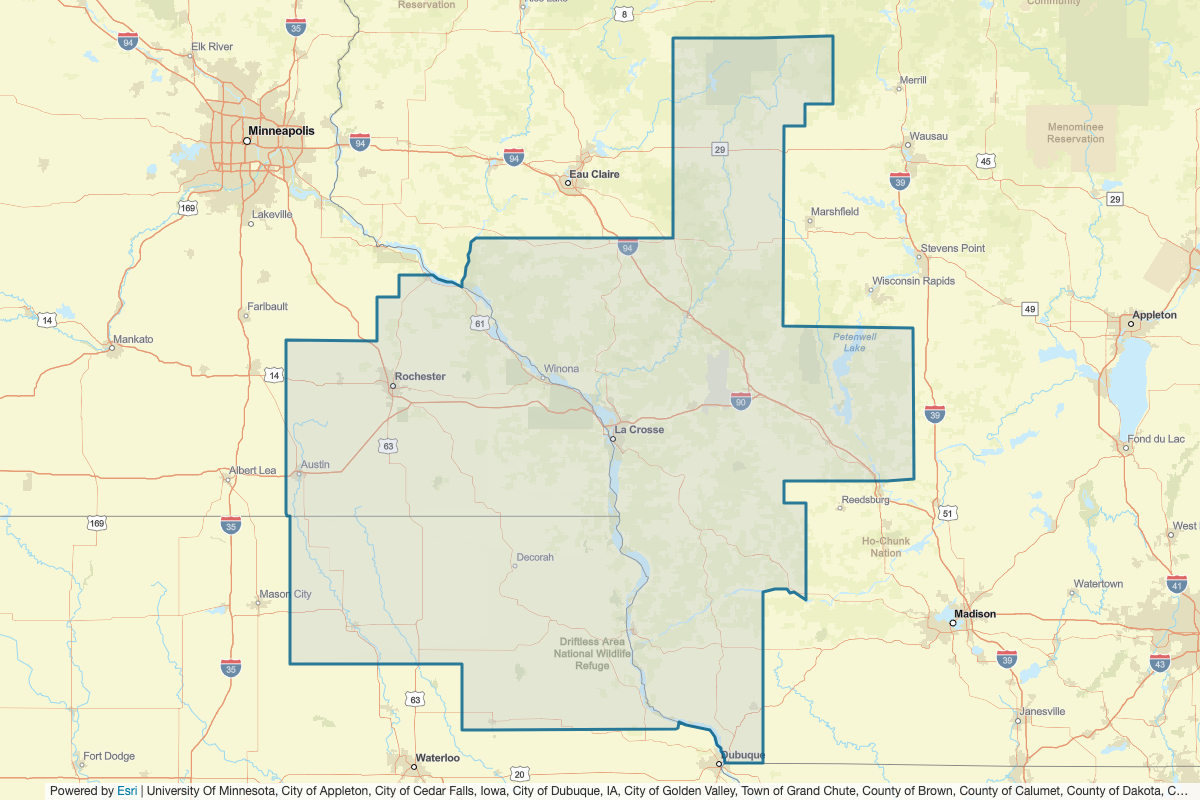 Reservation
Rice Lake
Community
8
35
94
Elk River
Merrill
Minneapolis
Menominee
Reservation
94
Wausau
29
94
45
Eau Claire
39
29
169
Lakeville
Marshfield
94
Stevens Point
Wisconsin Rapids
Faribault
49
14
61
Appleton
Mankato
Petenwell
Lake
Winona
14
Rochester
90
39
La Crosse
63
Fond du Lac
Albert Lea
Austin
Reedsburg
51
169
35
West
Ho-Chunk
Nation
Decorah
41
Watertown
Mason City
Madison
Driftless Area
National Wildlife
Refuge
35
39
43
63
Janesville
Fort Dodge
Waterloo
Dubuque
20
Powered by Esri | University Of Minnesota, City of Appleton, City of Cedar Falls, Iowa, City of Dubuque, IA, City of Golden Valley, Town of Grand Chute, County of Brown, County of Calumet, County of Dakota, C...